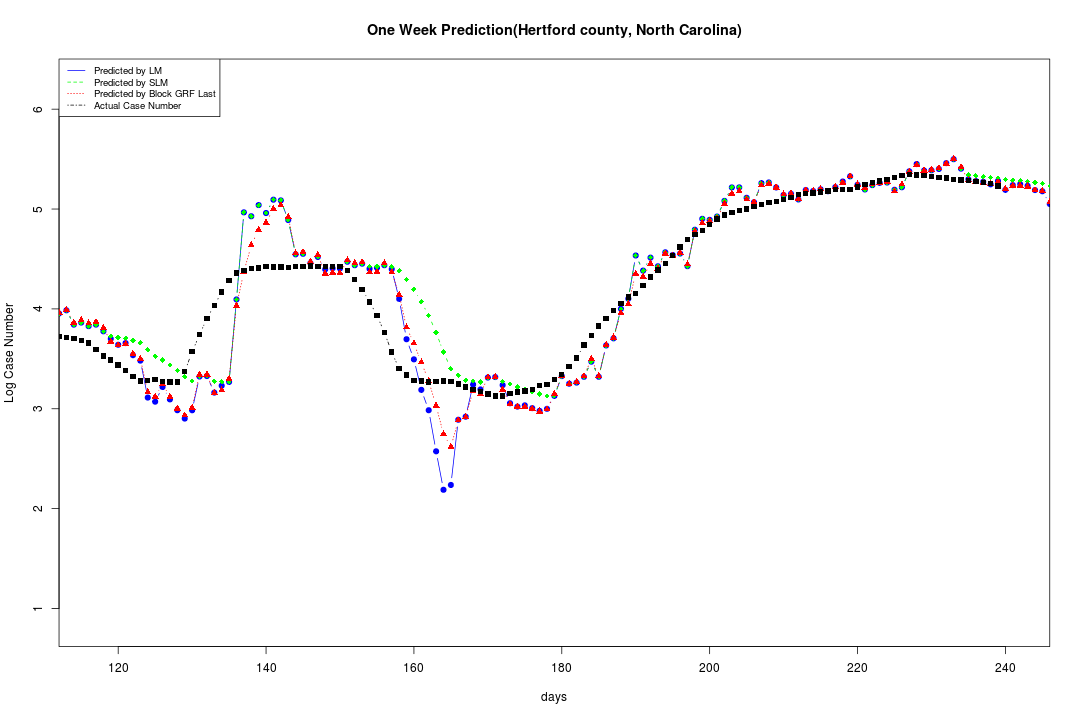 One Week Prediction(Hertford county, North Carolina)
Predicted by LM
Predicted by SLM
Predicted by Block GRF Last
Actual Case Number
Log Case Number
6
5
4
3
2
1
120 140 160 180 200 220 240
days